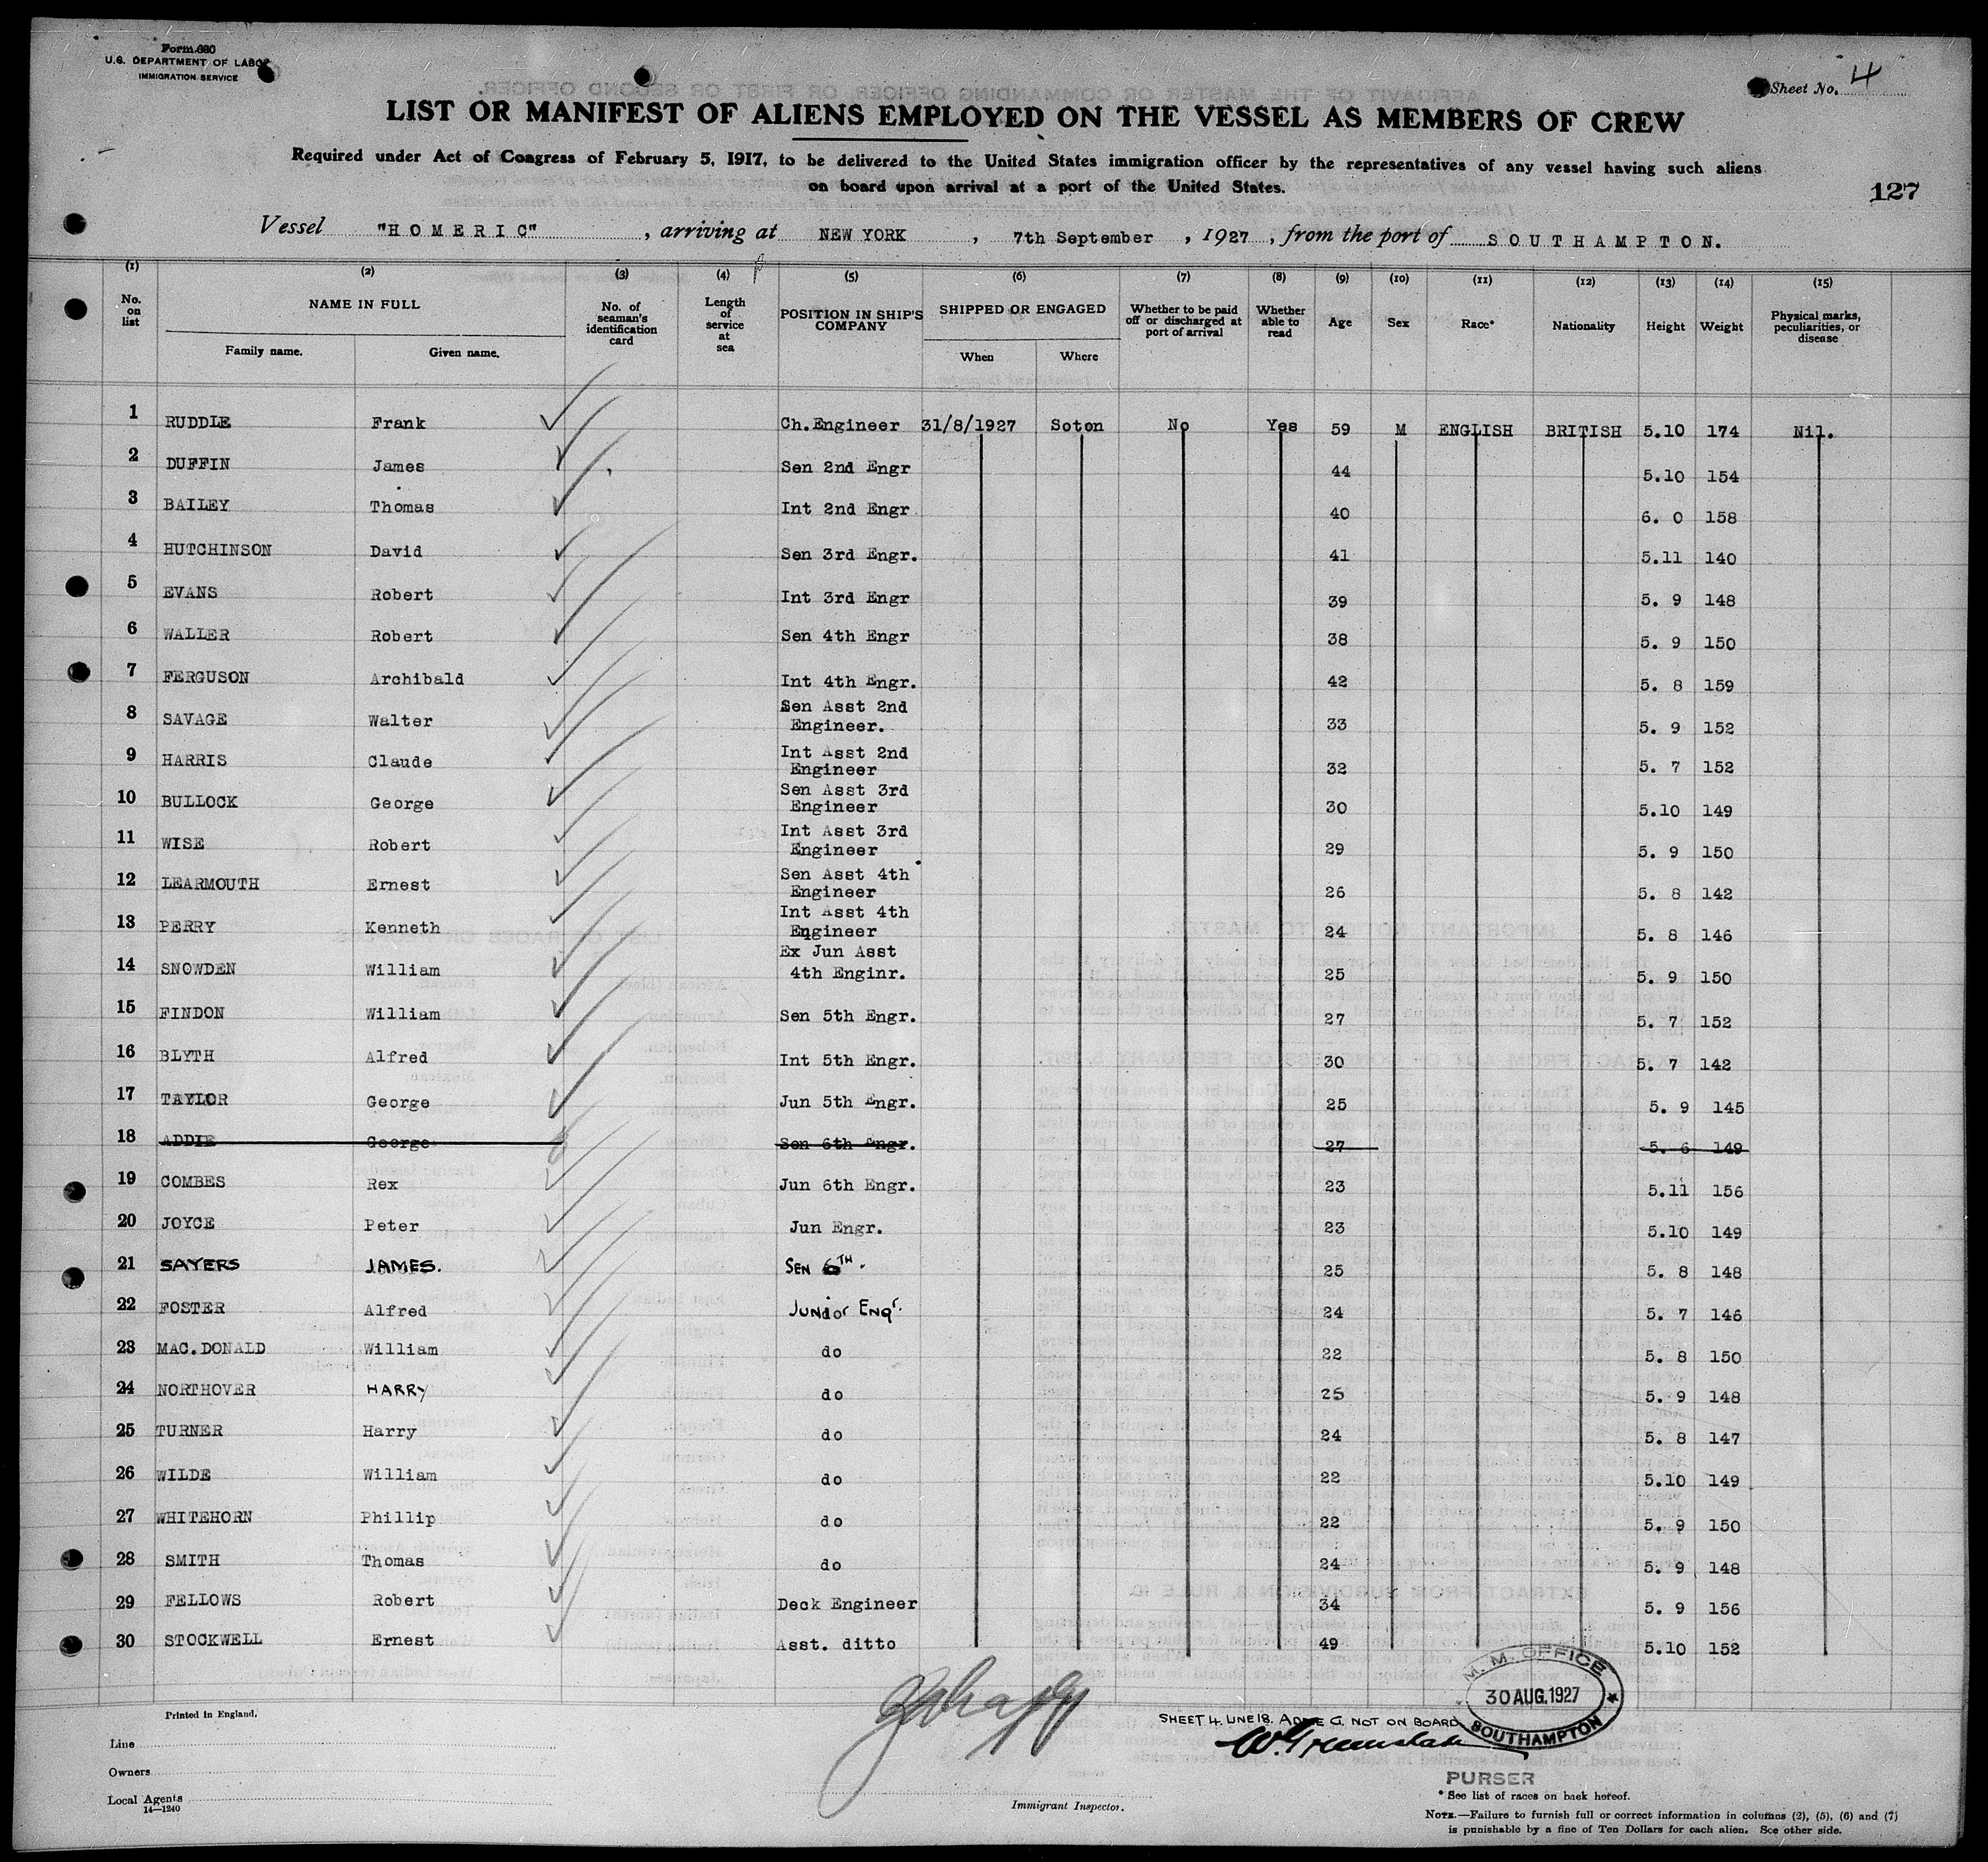 Form 680
U.S. DEPARTMENT OF LABOR
IMMIGRATION SERVICE
Sheet No. 4
LIST OR MANIFEST OF ALIENS EMPLOYED ON THE VESSEL AS MEMBERS OF CREW
Required under Act of Congress of February 5, 1917, to be delivered to the United States immigration officer by the representatives of any vessel having such aliens
on board upon arrival at a port of the United States.
127
Vessel "HOMERIC", arriving at NEW YORK, 7th September, 1927, from the port of SOUTHAMPTON.
(1) (2) (3) (4) (5) (6) (7) (8) (9) (10) (11) (12) (13) (14) (15)
No. on list NAME IN FULL Family name. Given name. No. of seaman's identification card Length of service at sea POSITION IN SHIP'S COMPANY SHIPPED OR ENGAGED When Where Whether to be paid off or discharged at port of arrival Whether able to read Age Sex Race* Nationality Height Weight Physical marks, peculiarities, or disease
1 RUDDLE Frank Ch.Engineer 31/8/1927 Soton No Yes 59 M ENGLISH BRITISH 5.10 174 Nil.
2 DUFFIN James Sen 2nd Engr 44 5.10 154
3 BAILEY Thomas Int 2nd Engr 40 6. 0 158
4 HUTCHINSON David Sen 3rd Engr. 41 5.11 140
5 EVANS Robert Int 3rd Engr 39 5. 9 148
6 WALLER Robert Sen 4th Engr 38 5. 9 150
7 FERGUSON Archibald Int 4th Engr. 42 5. 8 159
8 SAVAGE Walter Sen Asst 2nd Engineer. 33 5. 9 152
9 HARRIS Claude Int Asst 2nd Engineer 32 5. 7 152
10 BULLOCK George Sen Asst 3rd Engineer 30 5.10 149
11 WISE Robert Int Asst 3rd Engineer 29 5. 9 150
12 LEARMOUTH Ernest Sen Asst 4th Engineer 26 5. 8 142
13 PERRY Kenneth Int Asst 4th Engineer 24 5. 8 146
14 SNOWDEN William Ex Jun Asst 4th Enginr. 25 5. 9 150
15 FINDON William Sen 5th Engr. 27 5. 7 152
16 BLYTH Alfred Int 5th Engr. 30 5. 7 142
17 TAYLOR George Jun 5th Engr. 25 5. 9 145
18 ADDIE George Sen 6th Engr. 27 5. 6 149
19 COMBES Rex Jun 6th Engr. 23 5.11 156
20 JOYCE Peter Jun Engr. 23 5.10 149
21 SAYERS JAMES. SEN 6TH. 25 5. 8 148
22 FOSTER Alfred JUNIOR ENGr. 24 5. 7 146
23 MAC.DONALD William do 22 5. 8 150
24 NORTHOVER HARRY do 25 5. 9 148
25 TURNER Harry do 24 5. 8 147
26 WILDE William do 22 5.10 149
27 WHITEHORN Phillip do 22 5. 9 150
28 SMITH Thomas do 24 5. 9 148
29 FELLOWS Robert Deck Engineer 34 5. 9 156
30 STOCKWELL Ernest Asst. ditto 49 5.10 152
M. M. OFFICE
30 AUG. 1927
SOUTHAMPTON
Printed in England.
SHEET 4. LINE 18. ADDIE G. NOT ON BOARD
Line
Owners
Local Agents
14—1240
Immigrant Inspector.
PURSER
* See list of races on back hereof.
NOTE.—Failure to furnish full or correct information in columns (2), (5), (6) and (7)
is punishable by a fine of Ten Dollars for each alien. See other side.